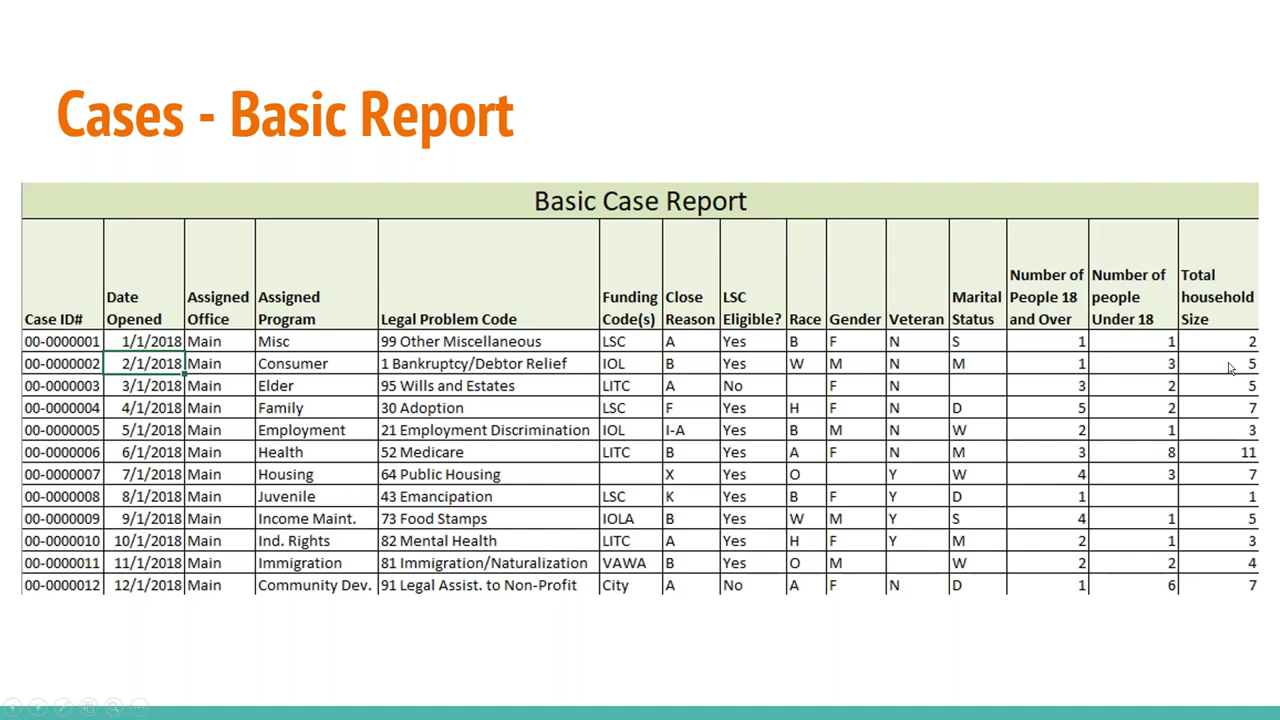 Cases - Basic Report
Basic Case Report
Case ID# Date Opened Assigned Office Assigned Program Legal Problem Code Funding Code(s) Close Reason LSC Eligible? Race Gender Veteran Marital Status Number of People 18 and Over Number of people Under 18 Total household Size
00-0000001 1/1/2018 Main Misc 99 Other Miscellaneous LSC A Yes B F N S 1 1 2
00-0000002 2/1/2018 Main Consumer 1 Bankruptcy/Debtor Relief IOL B Yes W M N M 1 3 5
00-0000003 3/1/2018 Main Elder 95 Wills and Estates LITC A No F N 3 2 5
00-0000004 4/1/2018 Main Family 30 Adoption LSC F Yes H F N D 5 2 7
00-0000005 5/1/2018 Main Employment 21 Employment Discrimination IOL I-A Yes B M N W 2 1 3
00-0000006 6/1/2018 Main Health 52 Medicare LITC B Yes A F N M 3 8 11
00-0000007 7/1/2018 Main Housing 64 Public Housing X Yes O Y W 4 3 7
00-0000008 8/1/2018 Main Juvenile 43 Emancipation LSC K Yes B F Y D 1 1
00-0000009 9/1/2018 Main Income Maint. 73 Food Stamps IOLA B Yes W M Y S 4 1 5
00-0000010 10/1/2018 Main Ind. Rights 82 Mental Health LITC A Yes H F Y M 2 1 3
00-0000011 11/1/2018 Main Immigration 81 Immigration/Naturalization VAWA B Yes O M W 2 2 4
00-0000012 12/1/2018 Main Community Dev. 91 Legal Assist. to Non-Profit City A No A F N D 1 6 7